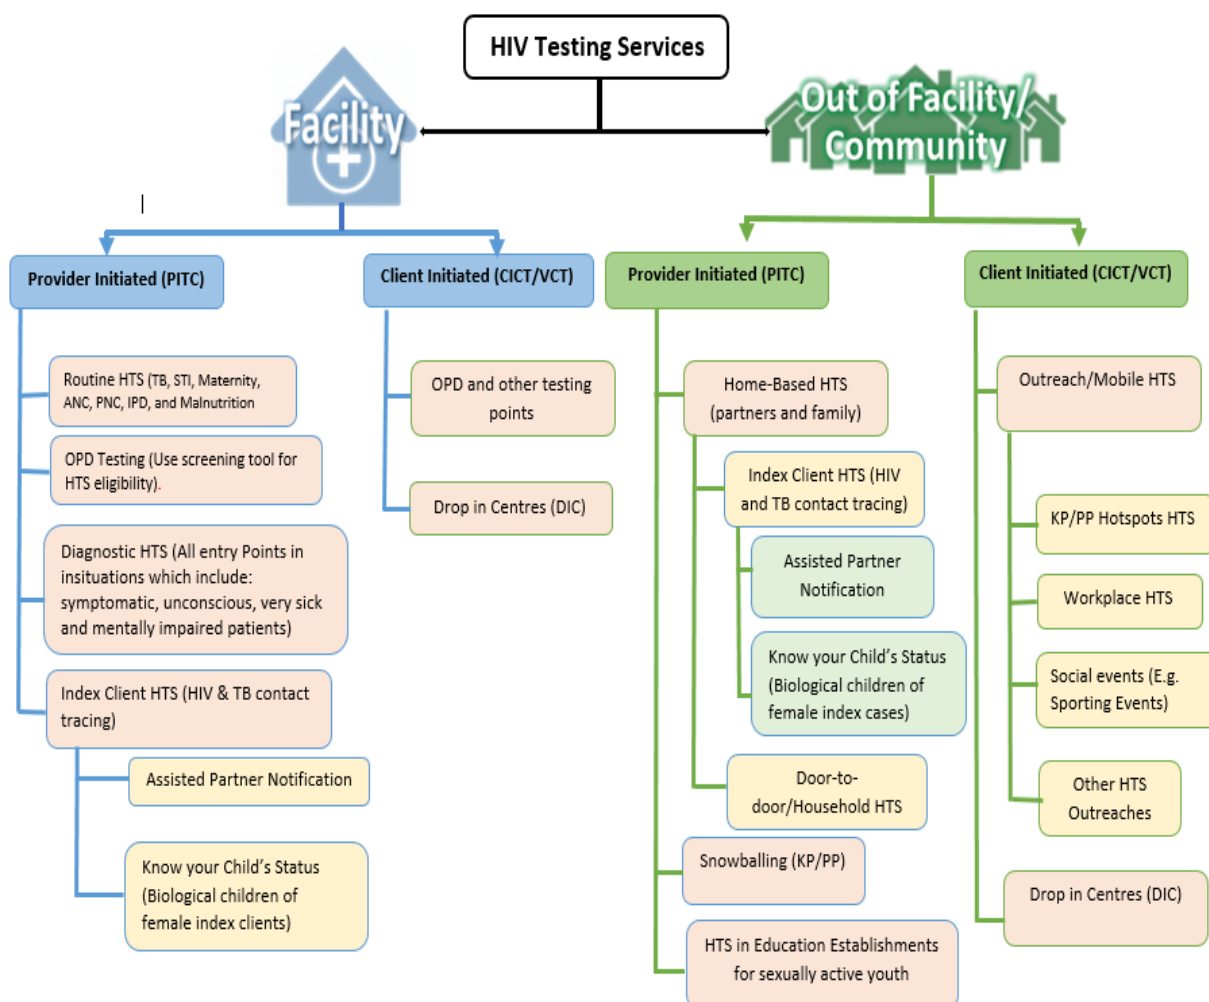 HIV Testing Services
Facility
Out of Facility/
Community
Provider Initiated (PITC)
Routine HTS (TB, STI, Maternity,
ANC, PNC, IPD, and Malnutrition
OPD Testing (Use screening tool for
HTS eligibility).
Diagnostic HTS (All entry Points in
insituations which include:
symptomatic, unconscious, very sick
and mentally impaired patients)
Index Client HTS (HIV & TB contact
tracing)
Assisted Partner Notification
Know your Child's Status
(Biological children of
female index clients)
Client Initiated (CICT/VCT)
OPD and other testing
points
Drop in Centres (DIC)
Provider Initiated (PITC)
Home-Based HTS
(partners and family)
Index Client HTS (HIV
and TB contact tracing)
Assisted Partner
Notification
Know your Child's Status
(Biological children of
female index cases)
Door-to-
door/Household HTS
Snowballing (KP/PP)
HTS in Education Establishments
for sexually active youth
Client Initiated (CICT/VCT)
Outreach/Mobile HTS
KP/PP Hotspots HTS
Workplace HTS
Social events (E.g.
Sporting Events)
Other HTS
Outreaches
Drop in Centres (DIC)